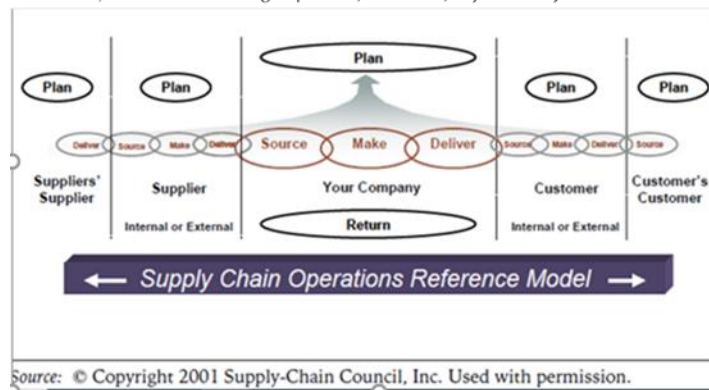 Plan
Plan Plan Plan Plan
Deliver Source Make Deliver Source Make Deliver Source Make Deliver Source
Suppliers' Supplier Your Company Customer Customer's
Supplier Customer
Internal or External Return Internal or External
Supply Chain Operations Reference Model
Source: © Copyright 2001 Supply-Chain Council, Inc. Used with permission.